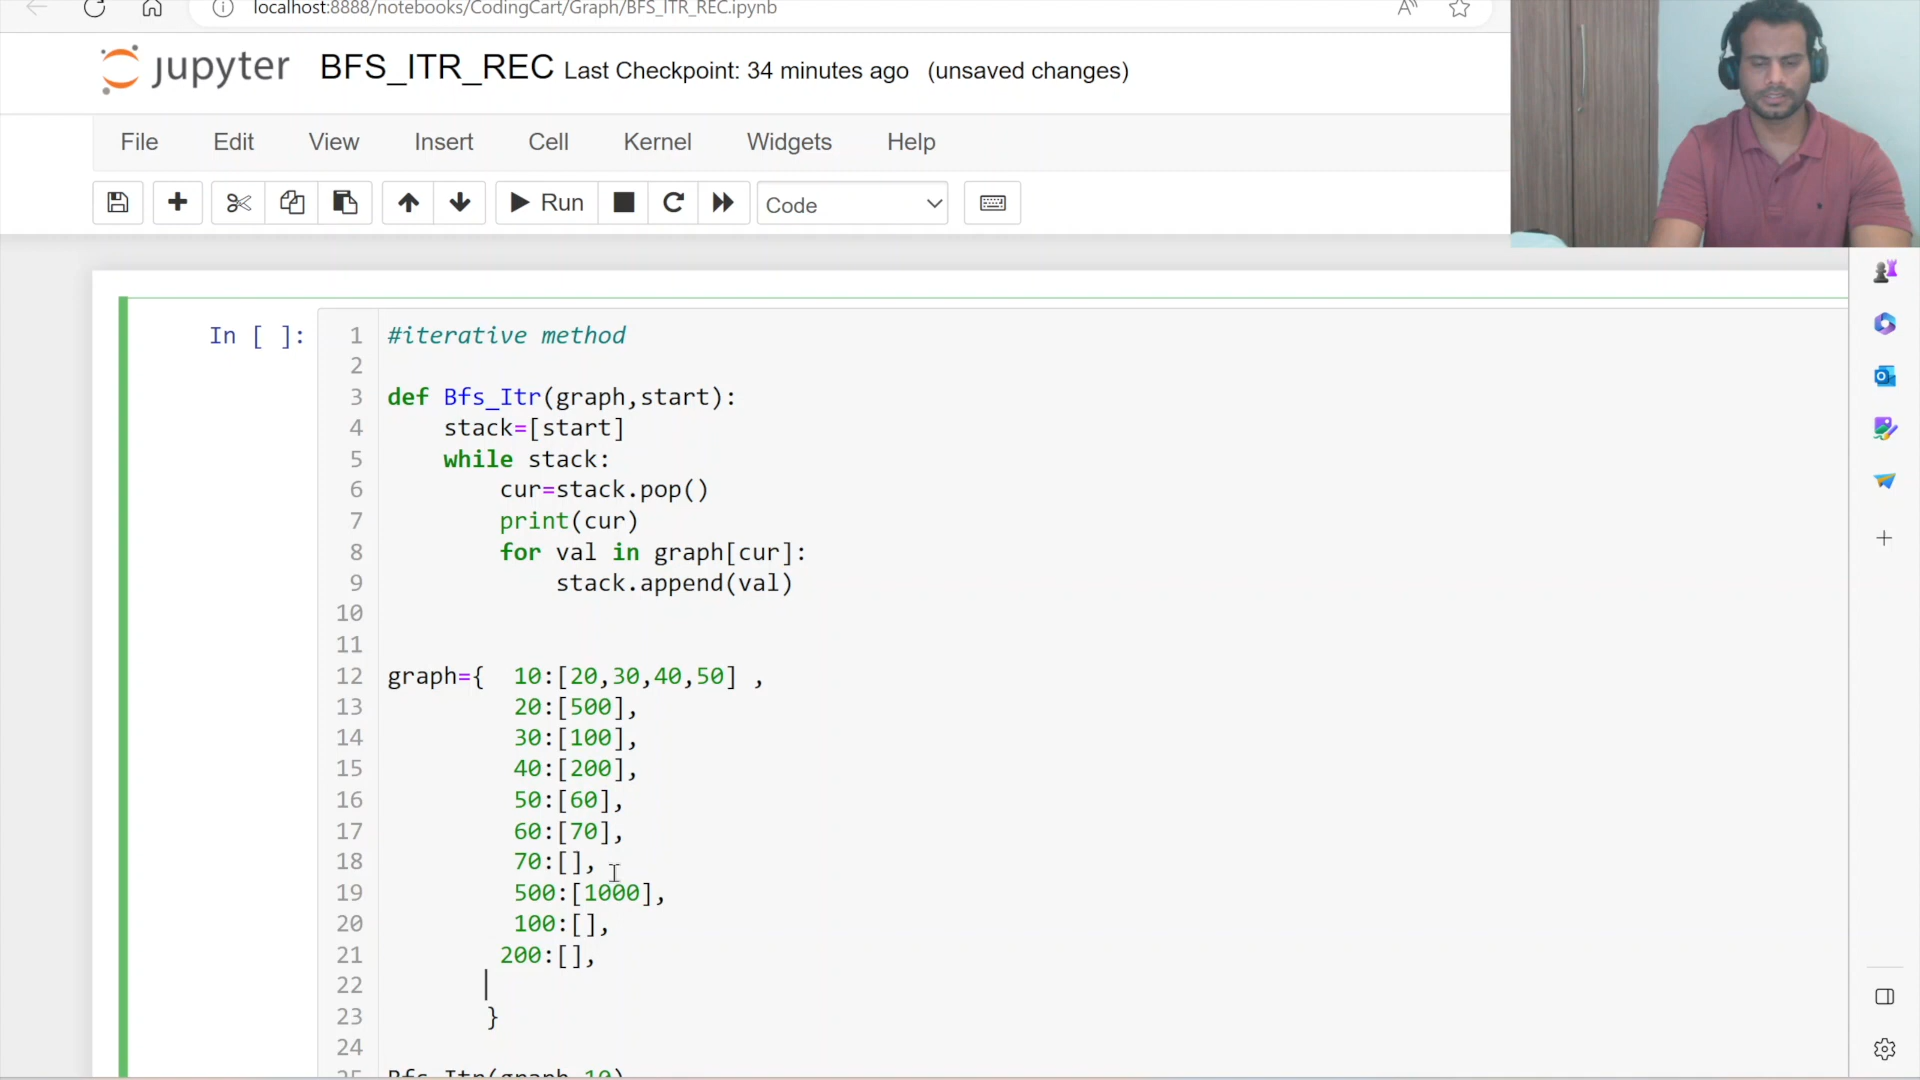 localhost:8888/notebooks/CodingCart/Graph/BFS_ITR_REC.ipynb
jupyter BFS_ITR_REC Last Checkpoint: 34 minutes ago (unsaved changes)
File Edit View Insert Cell Kernel Widgets Help
Run Code
In [ ]:
1 #iterative method
2
3 def Bfs_Itr(graph,start):
4 stack=[start]
5 while stack:
6 cur=stack.pop()
7 print(cur)
8 for val in graph[cur]:
9 stack.append(val)
10
11
12 graph={ 10:[20,30,40,50] ,
13 20:[500],
14 30:[100],
15 40:[200],
16 50:[60],
17 60:[70],
18 70:[],
19 500:[1000],
20 100:[],
21 200:[],
22
23 }
24
25 Bfs_Itr(graph,10)